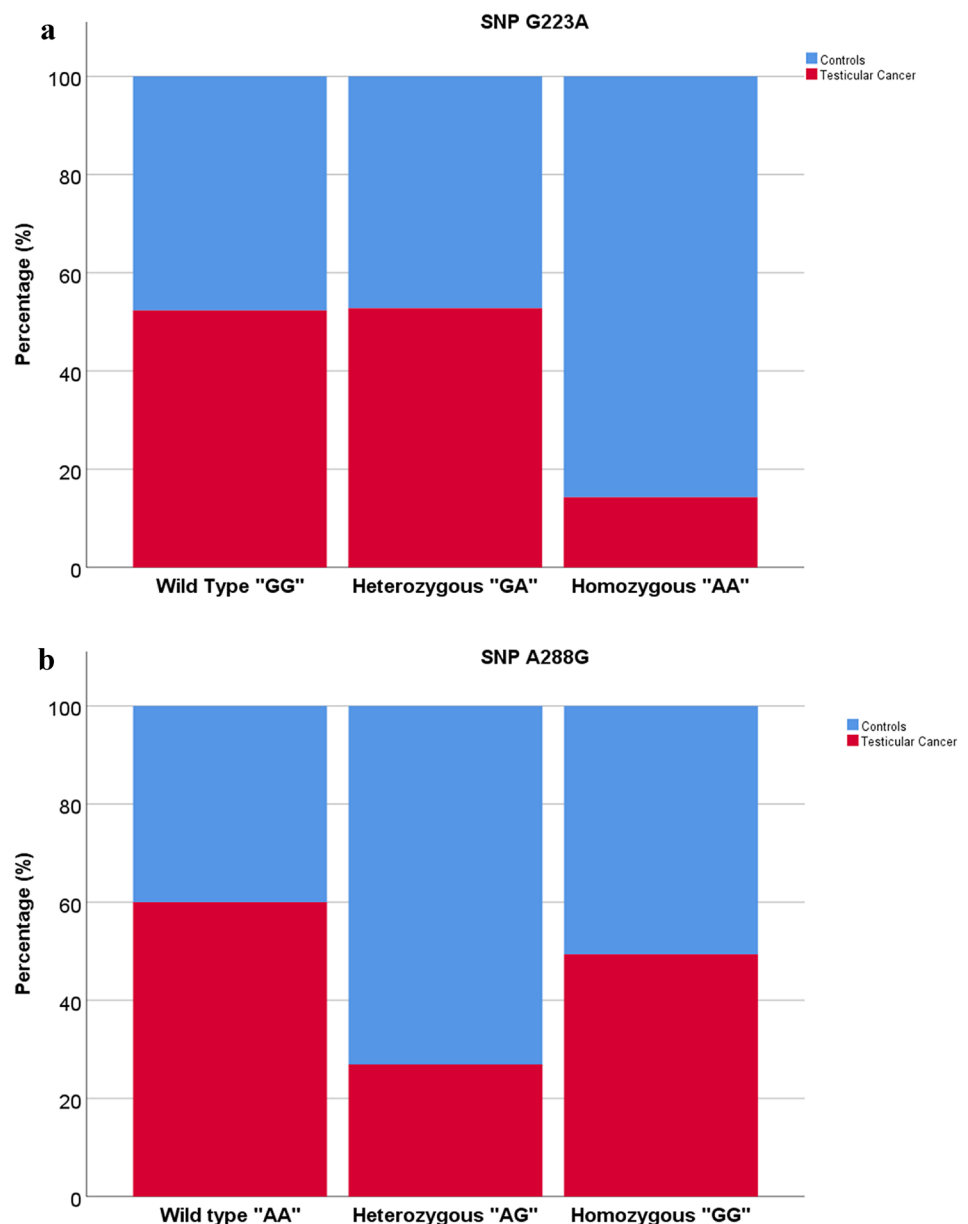 a
SNP G223A
Controls
Testicular Cancer
100
80
60
40
20
0
Percentage (%)
Wild Type "GG" Heterozygous "GA" Homozygous "AA"
b
SNP A288G
Controls
Testicular Cancer
100
80
60
40
20
0
Percentage (%)
Wild type "AA" Heterozygous "AG" Homozygous "GG"